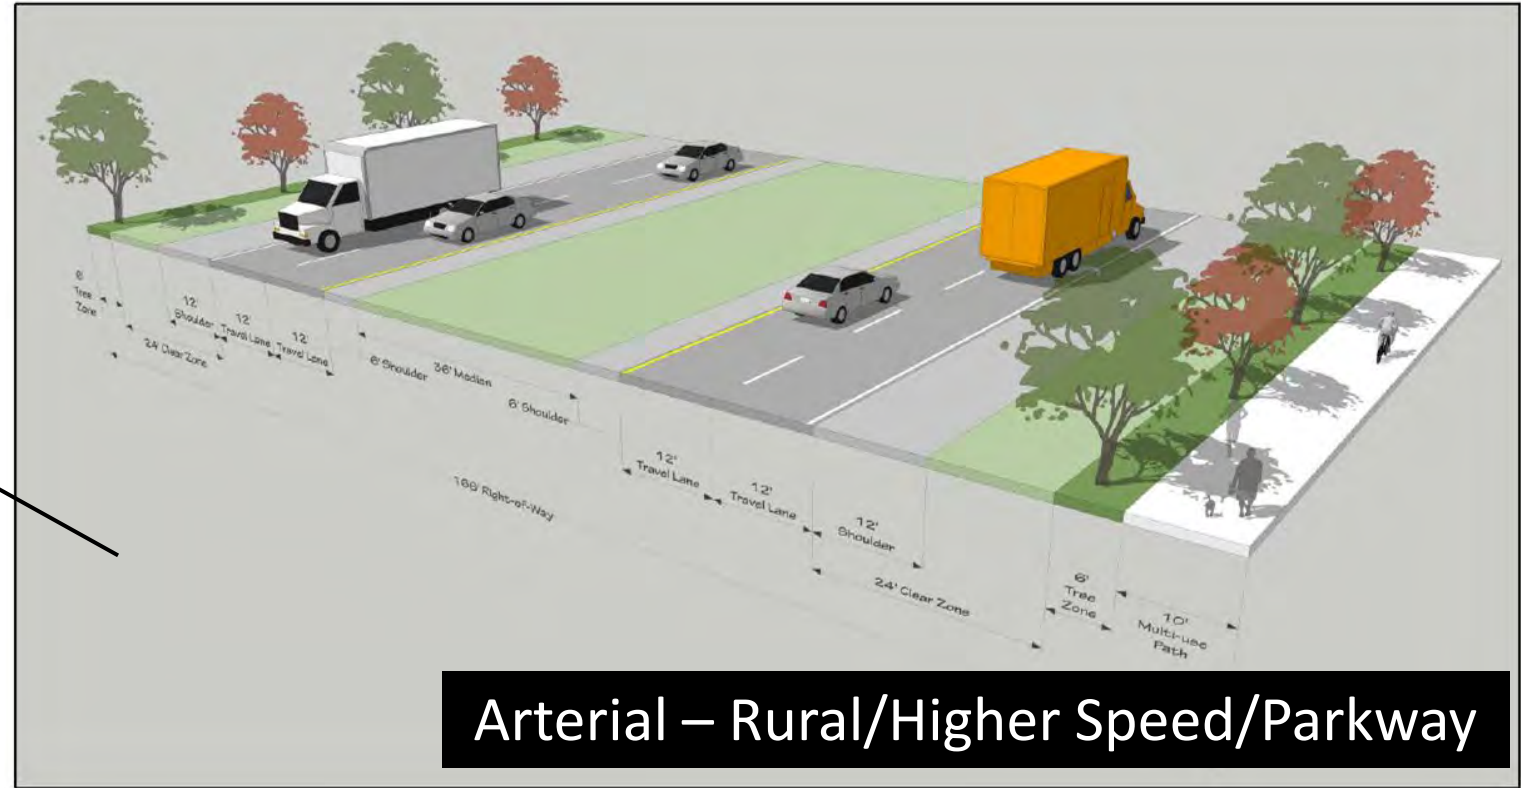 6'
Tree
Zone
12'
Shoulder
24' Clear Zone
12'
Travel Lane
12'
Travel Lane
6' Shoulder
36' Median
6' Shoulder
166' Right-of-Way
12'
Travel Lane
12'
Travel Lane
12'
Shoulder
24' Clear Zone
6'
Tree
Zone
10'
Multi-use
Path
Arterial – Rural/Higher Speed/Parkway